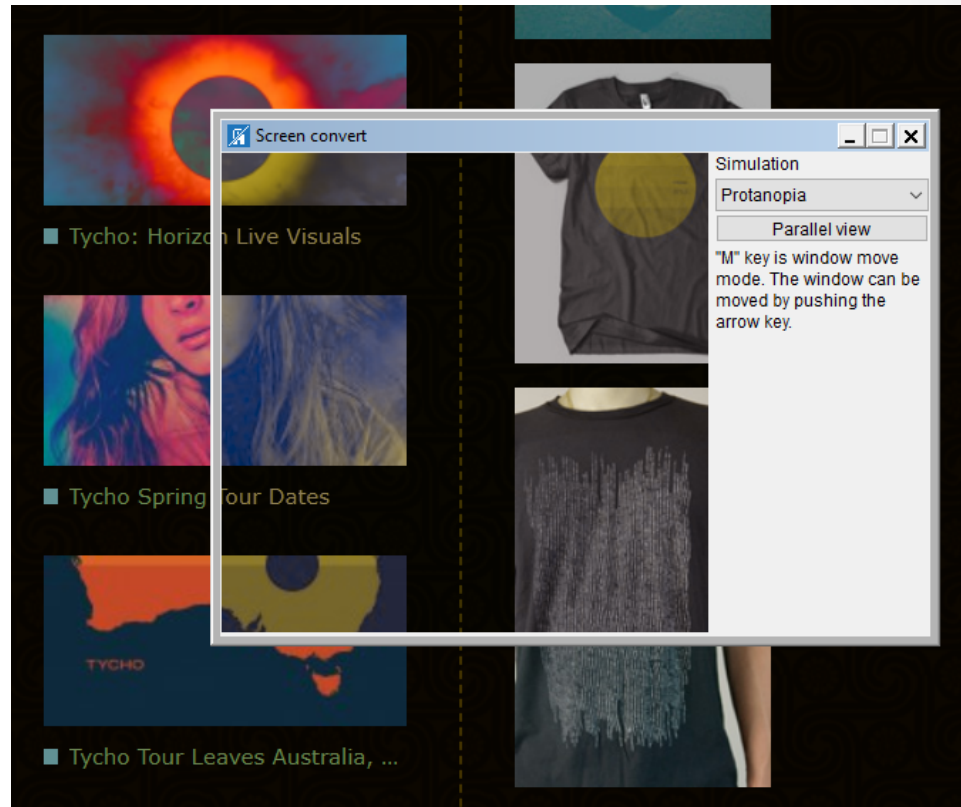 Screen convert
Simulation
Protanopia
Parallel view
"M" key is window move
mode. The window can be
moved by pushing the
arrow key.
Tycho: Horizon Live Visuals
Tycho Spring Tour Dates
TYCHO
Tycho Tour Leaves Australia, ...